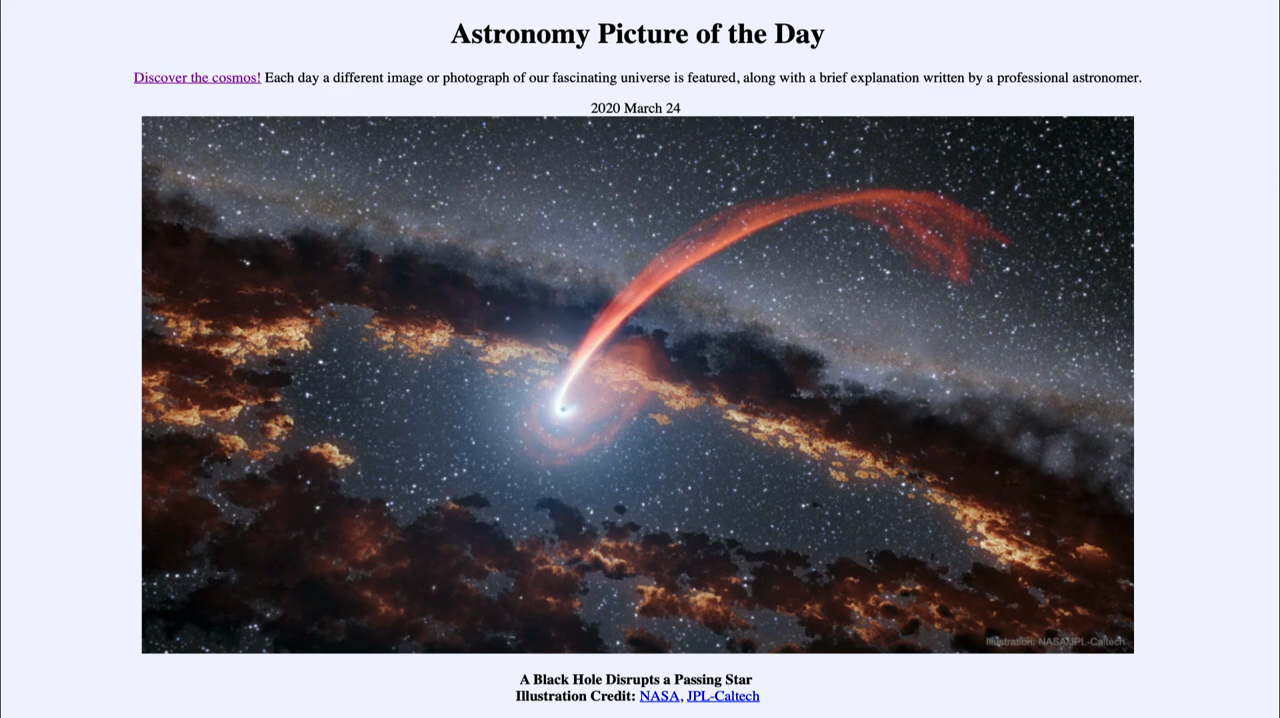 Astronomy Picture of the Day
Discover the cosmos! Each day a different image or photograph of our fascinating universe is featured, along with a brief explanation written by a professional astronomer.
2020 March 24
Illustration: NASA/JPL-Caltech
A Black Hole Disrupts a Passing Star
Illustration Credit: NASA, JPL-Caltech